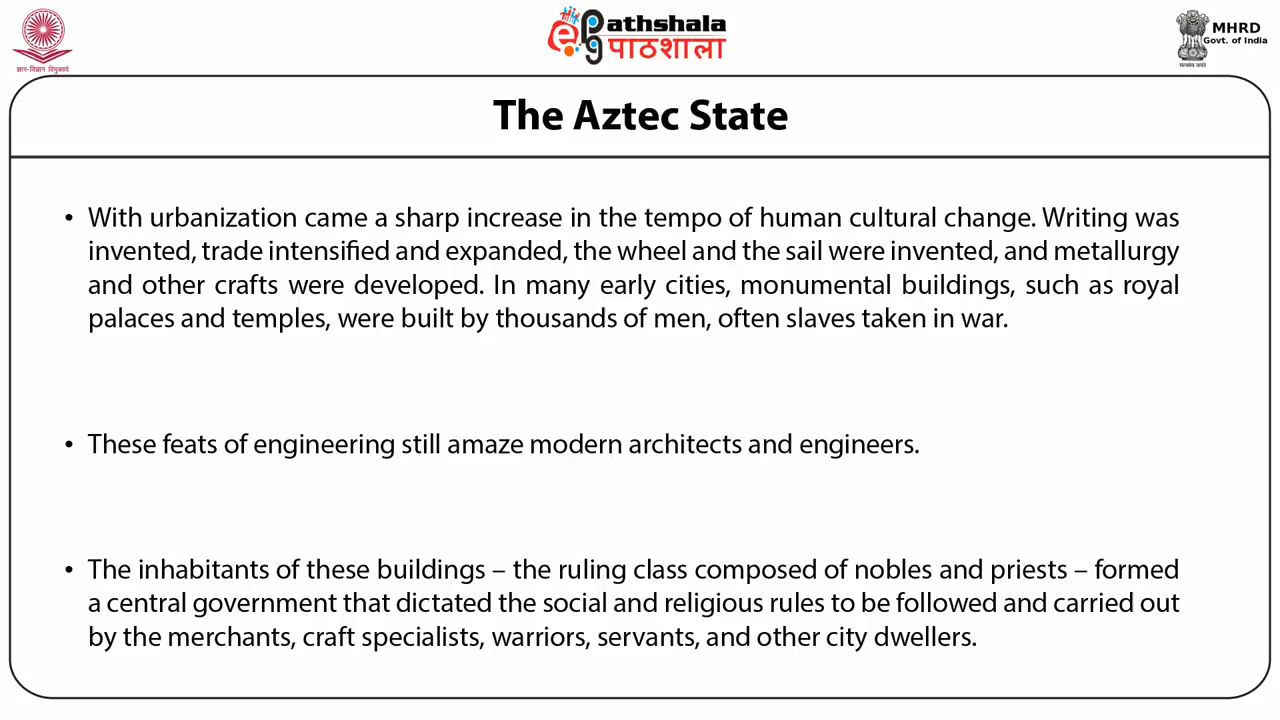 ज्ञान-विज्ञान विमुक्तये
ePathshala
पाठशाला
MHRD
Govt. of India
सत्यमेव जयते
The Aztec State
• With urbanization came a sharp increase in the tempo of human cultural change. Writing was
invented, trade intensified and expanded, the wheel and the sail were invented, and metallurgy
and other crafts were developed. In many early cities, monumental buildings, such as royal
palaces and temples, were built by thousands of men, often slaves taken in war.
• These feats of engineering still amaze modern architects and engineers.
• The inhabitants of these buildings – the ruling class composed of nobles and priests – formed
a central government that dictated the social and religious rules to be followed and carried out
by the merchants, craft specialists, warriors, servants, and other city dwellers.